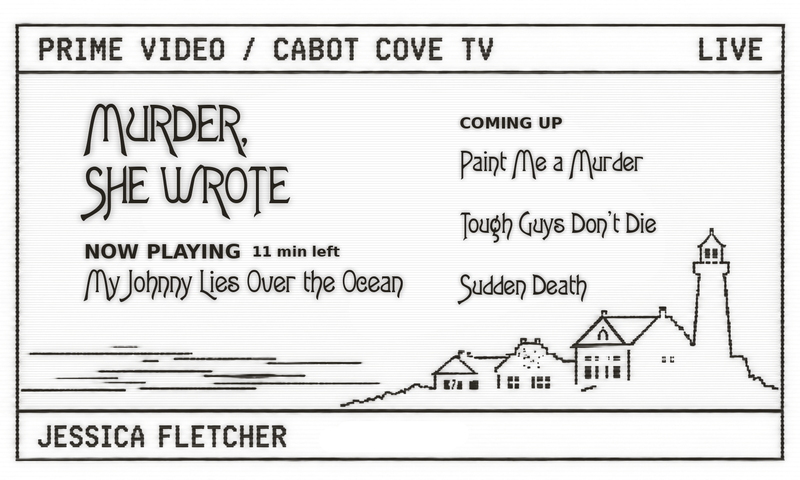 PRIME VIDEO / CABOT COVE TV
LIVE
MURDER,
SHE WROTE
NOW PLAYING 11 min left
My Johnny Lies Over the Ocean
COMING UP
Paint Me a Murder
Tough Guys Don't Die
Sudden Death
JESSICA FLETCHER